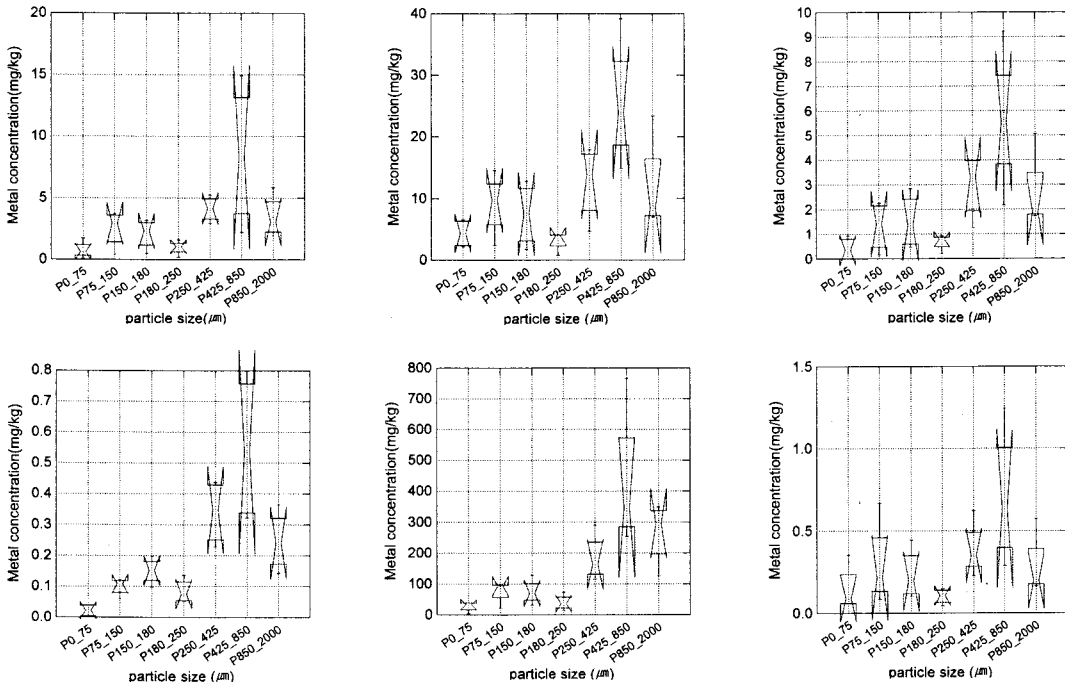 Metal concentration(mg/kg)
20
15
10
5
0
P0_75
P75_150
P150_180
P180_250
P250_425
P425_850
P850_2000
particle size(㎛)
Metal concentration(mg/kg)
40
30
20
10
0
P0_75
P75_150
P150_180
P180_250
P250_425
P425_850
P850_2000
particle size (㎛)
Metal concentration(mg/kg)
10
9
8
7
6
5
4
3
2
1
0
P0_75
P75_150
P150_180
P180_250
P250_425
P425_850
P850_2000
particle size (㎛)
Metal concentration(mg/kg)
0.8
0.7
0.6
0.5
0.4
0.3
0.2
0.1
0.0
P0_75
P75_150
P150_180
P180_250
P250_425
P425_850
P850_2000
particle size (㎛)
Metal concentration(mg/kg)
800
700
600
500
400
300
200
100
0
P0_75
P75_150
P150_180
P180_250
P250_425
P425_850
P850_2000
particle size (㎛)
Metal concentration(mg/kg)
1.5
1.0
0.5
0.0
P0_75
P75_150
P150_180
P180_250
P250_425
P425_850
P850_2000
particle size (㎛)